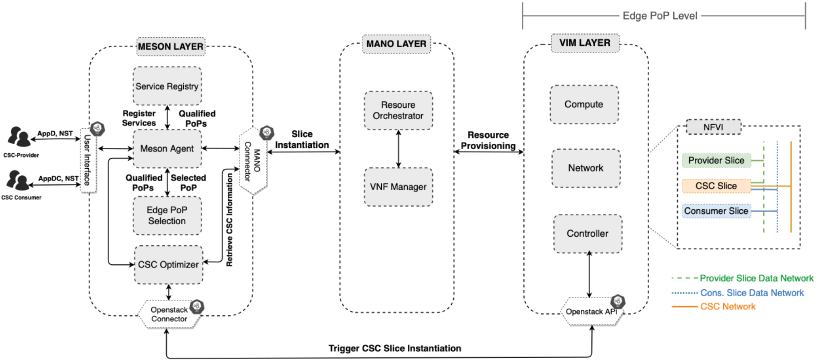 Edge PoP Level
MESON LAYER
MANO LAYER
VIM LAYER
Service Registry
Register
Services
Qualified
PoPs
AppD, NST
CSC-Provider
AppDC, NST
CSC Consumer
User Interface
Meson Agent
MANO
Connector
Qualified
PoPs
Selected
PoP
Edge PoP
Selection
Retrieve CSC Information
CSC Optimizer
Openstack
Connector
Slice
Instantiation
Resoure
Orchestrator
VNF Manager
Resource
Provisioning
Compute
Network
Controller
Openstack API
NFVI
Provider Slice
CSC Slice
Consumer Slice
Provider Slice Data Network
Cons. Slice Data Network
CSC Network
Trigger CSC Slice Instantiation